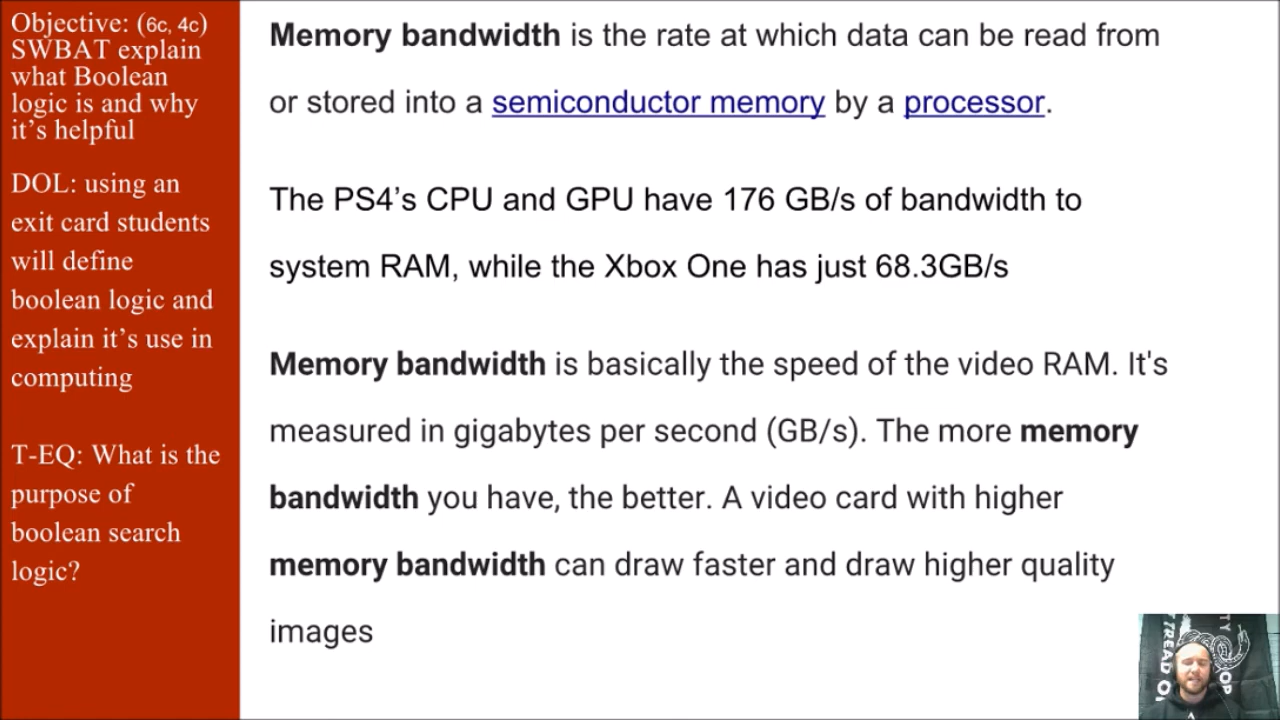 Objective: (6c, 4c)
SWBAT explain
what Boolean
logic is and why
it’s helpful
DOL: using an
exit card students
will define
boolean logic and
explain it’s use in
computing
T-EQ: What is the
purpose of
boolean search
logic?
Memory bandwidth is the rate at which data can be read from
or stored into a semiconductor memory by a processor.
The PS4’s CPU and GPU have 176 GB/s of bandwidth to
system RAM, while the Xbox One has just 68.3GB/s
Memory bandwidth is basically the speed of the video RAM. It's
measured in gigabytes per second (GB/s). The more memory
bandwidth you have, the better. A video card with higher
memory bandwidth can draw faster and draw higher quality
images
TREAD